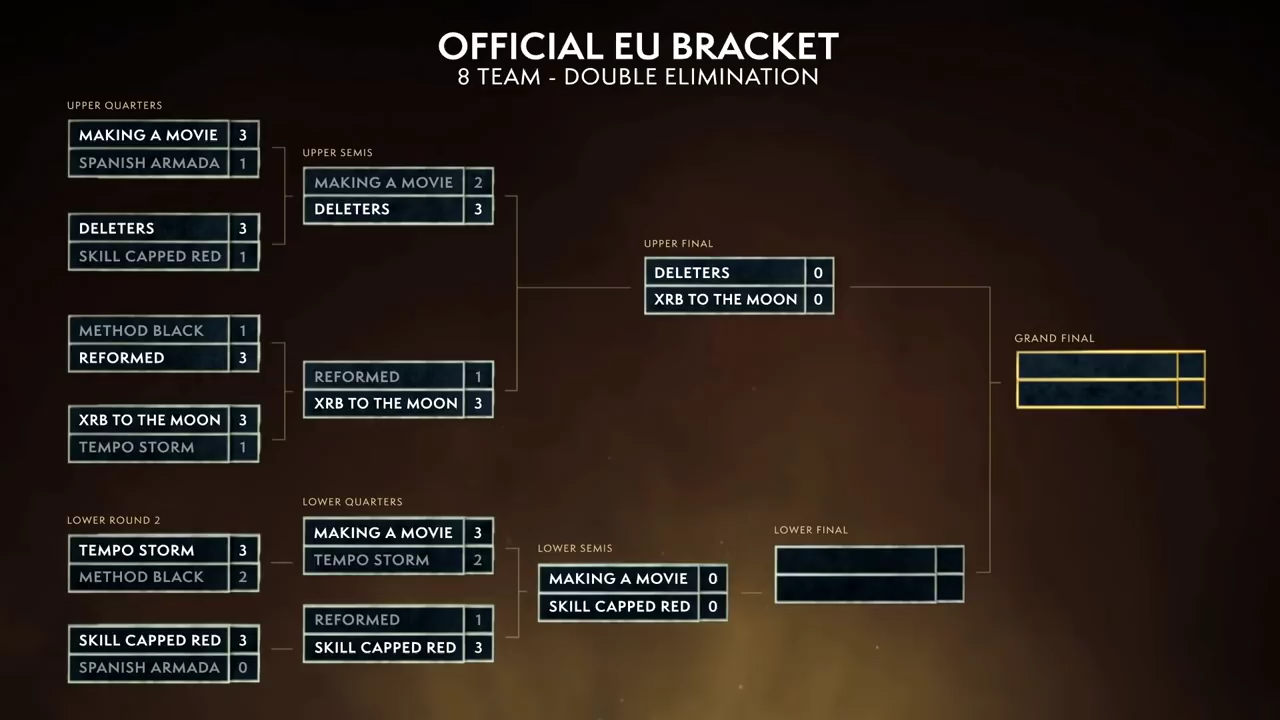 OFFICIAL EU BRACKET
8 TEAM - DOUBLE ELIMINATION
UPPER QUARTERS
MAKING A MOVIE 3
SPANISH ARMADA 1
DELETERS 3
SKILL CAPPED RED 1
METHOD BLACK 1
REFORMED 3
XRB TO THE MOON 3
TEMPO STORM 1
UPPER SEMIS
MAKING A MOVIE 2
DELETERS 3
REFORMED 1
XRB TO THE MOON 3
UPPER FINAL
DELETERS 0
XRB TO THE MOON 0
GRAND FINAL
LOWER ROUND 2
TEMPO STORM 3
METHOD BLACK 2
SKILL CAPPED RED 3
SPANISH ARMADA 0
LOWER QUARTERS
MAKING A MOVIE 3
TEMPO STORM 2
REFORMED 1
SKILL CAPPED RED 3
LOWER SEMIS
MAKING A MOVIE 0
SKILL CAPPED RED 0
LOWER FINAL